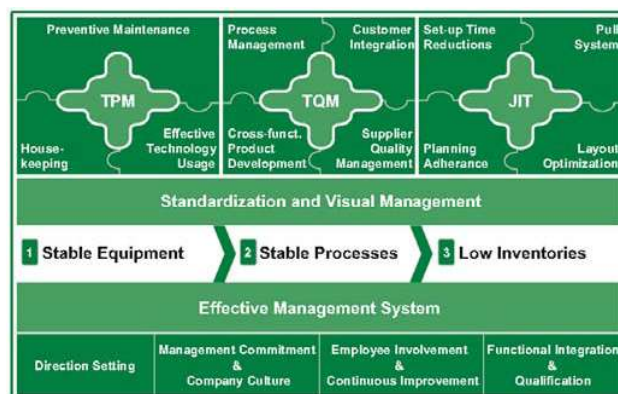 Preventive Maintenance
TPM
House-
keeping
Effective
Technology
Usage
Process
Management
Customer
Integration
TQM
Cross-funct.
Product
Development
Supplier
Quality
Management
Set-up Time
Reductions
Pull
System
JIT
Planning
Adherance
Layout
Optimization
Standardization and Visual Management
1 Stable Equipment
2 Stable Processes
3 Low Inventories
Effective Management System
Direction Setting
Management Commitment
&
Company Culture
Employee Involvement
&
Continuous Improvement
Functional Integration
&
Qualification